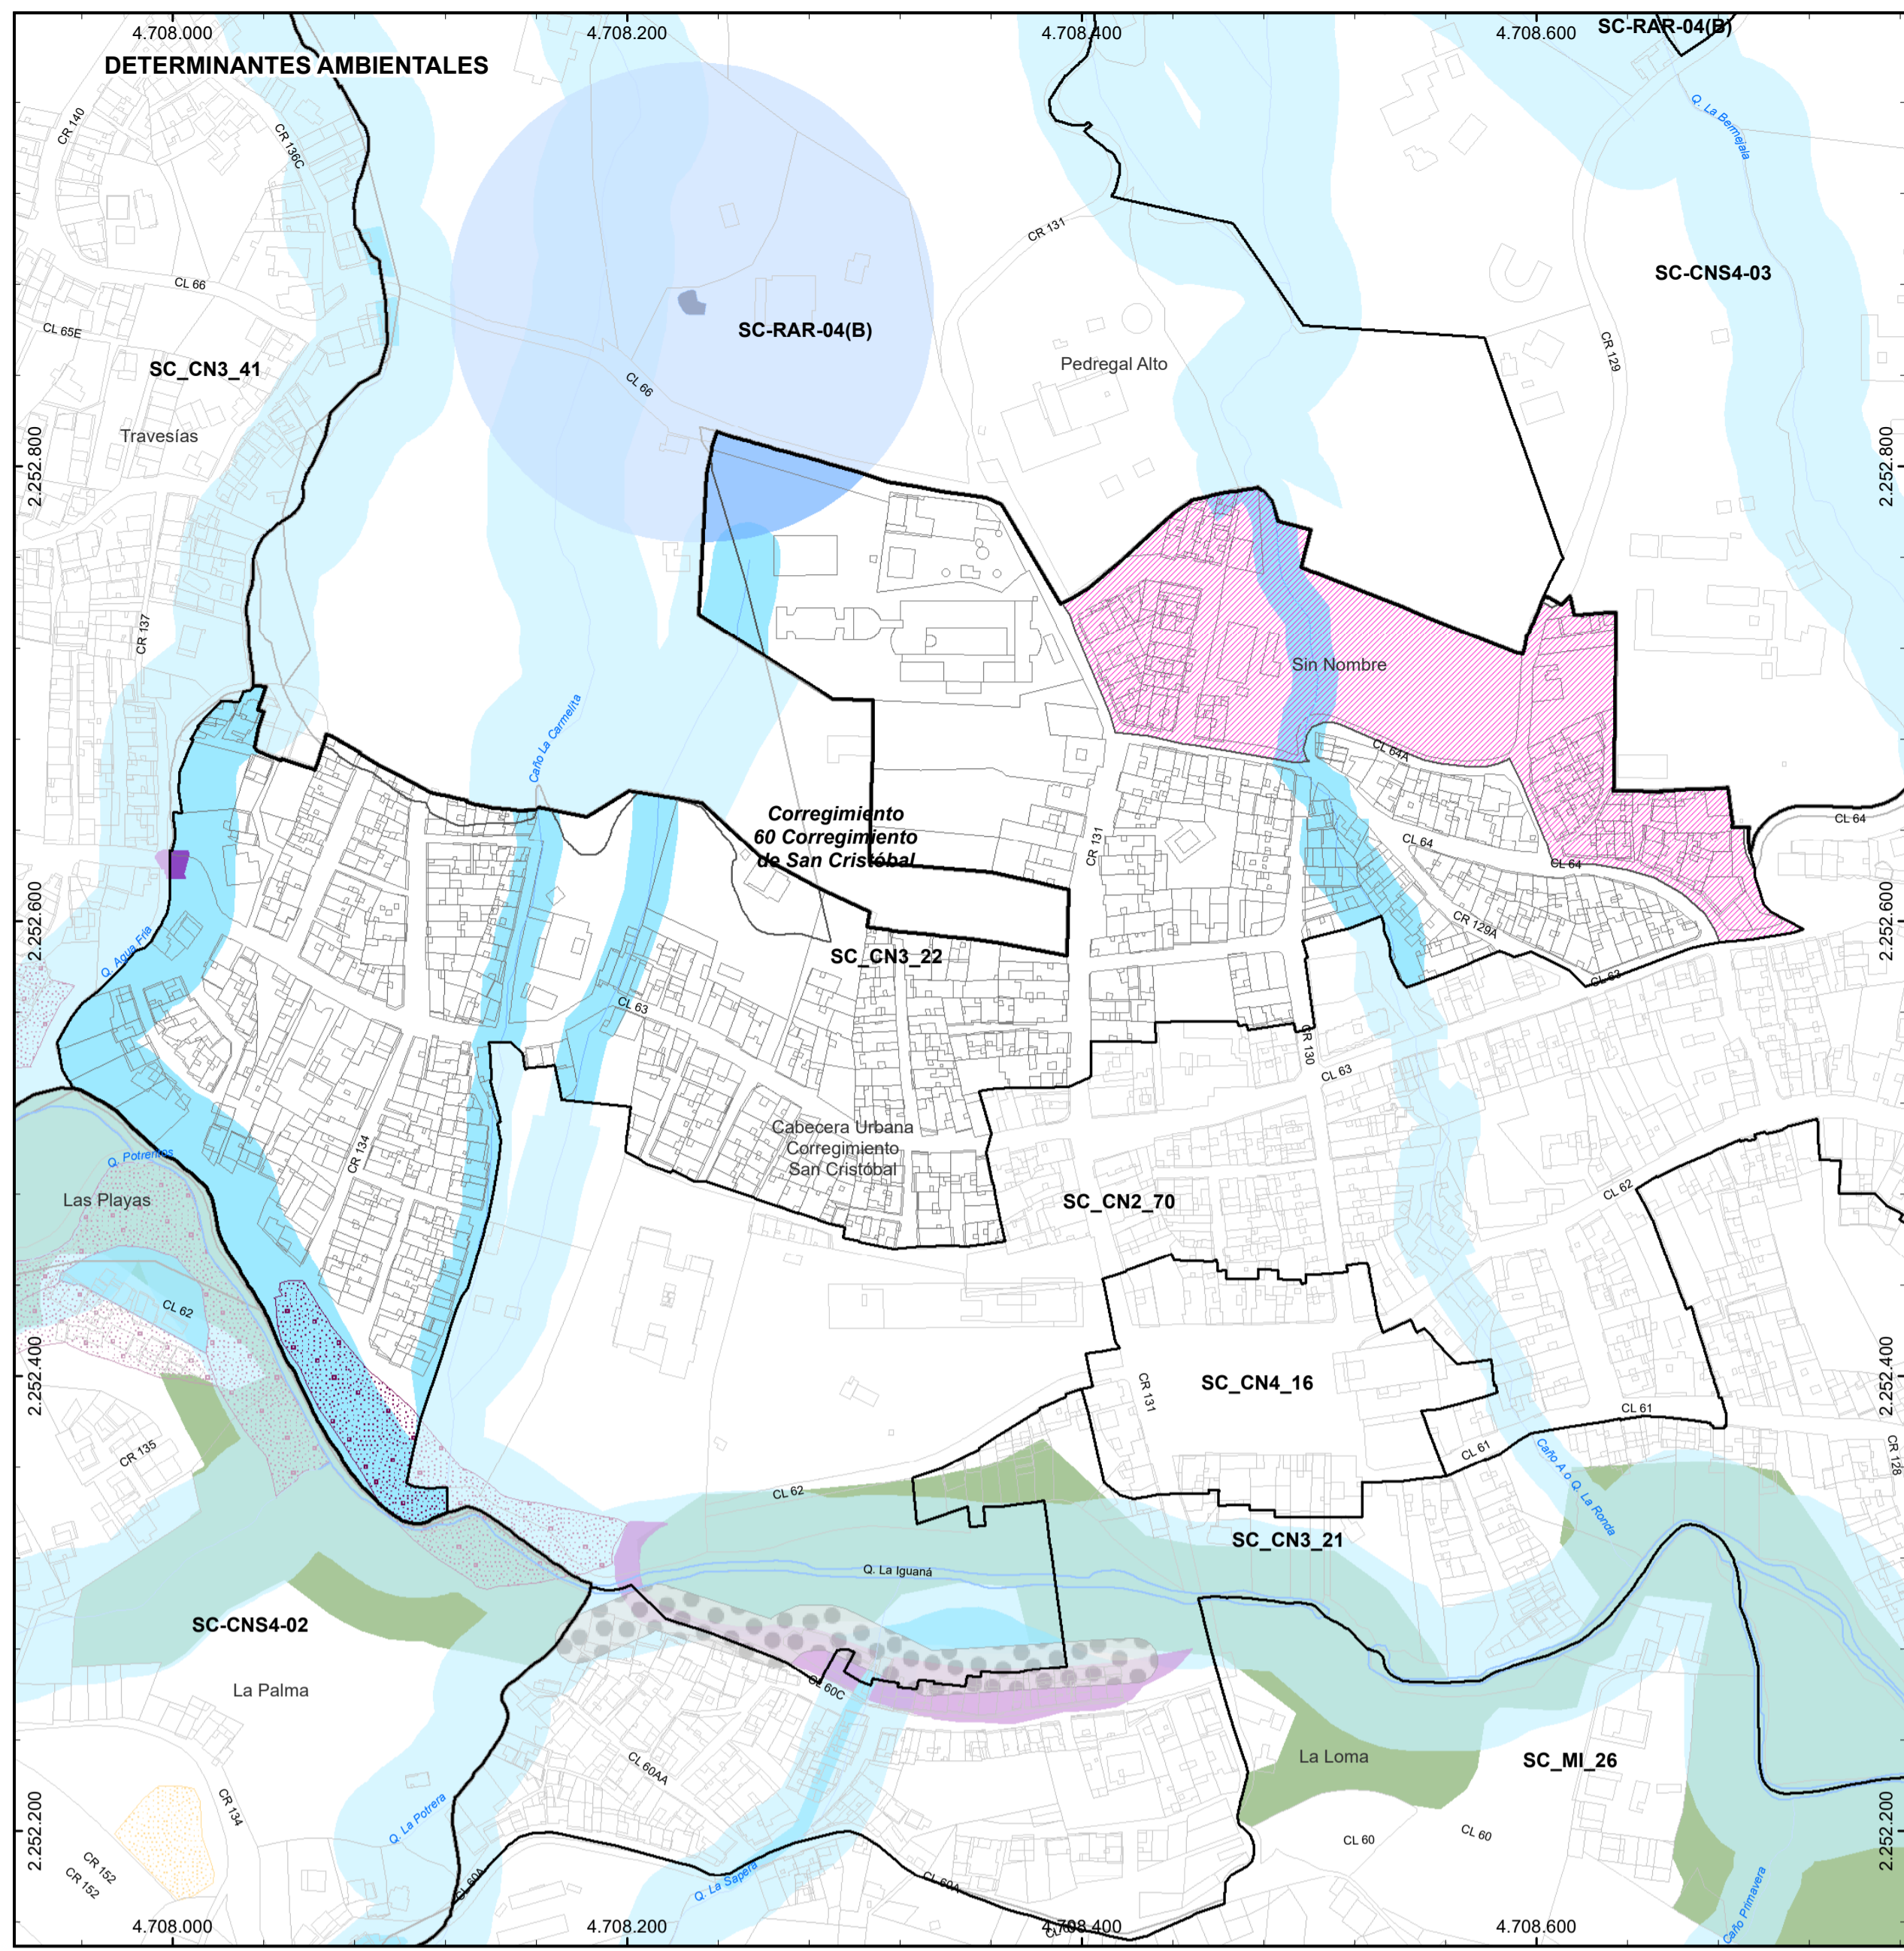 4.708.000
4.708.200
4.708.400
4.708.600
SC-RAR-04(B)
DETERMINANTES AMBIENTALES
CR 140
CR 136C
Q. La Bermejala
CR 131
CL 66
SC-CNS4-03
CL 65E
SC-RAR-04(B)
SC_CN3_41
CR 129
Pedregal Alto
CL 66
Travesías
2.252.800
2.252.800
CR 137
Sin Nombre
Caño La Carmelita
CL 64A
Corregimiento
60 Corregimiento
de San Cristóbal
CL 64
CL 64
CR 131
CL 64
2.252.600
2.252.600
CR 129A
Q. Agua Fría
SC_CN3_22
CL 63
CL 63
CR 130
CL 63
Cabecera Urbana
Corregimiento
San Cristóbal
CR 134
Q. Potreritos
Las Playas
SC_CN2_70
CL 62
CL 62
2.252.400
2.252.400
SC_CN4_16
CR 131
CL 61
CL 61
CR 135
CR 128
CL 62
Caño A o Q. La Ronda
SC_CN3_21
Q. La Iguaná
SC-CNS4-02
La Palma
CL 60C
La Loma
SC_MI_26
CL 60AA
CR 134
Q. La Potrera
2.252.200
2.252.200
CL 60
CL 60
CR 152
CR 152
CL 60A
Q. La Sapera
CL 60A
Caño Primavera
4.708.000
4.708.200
4.708.400
4.708.600